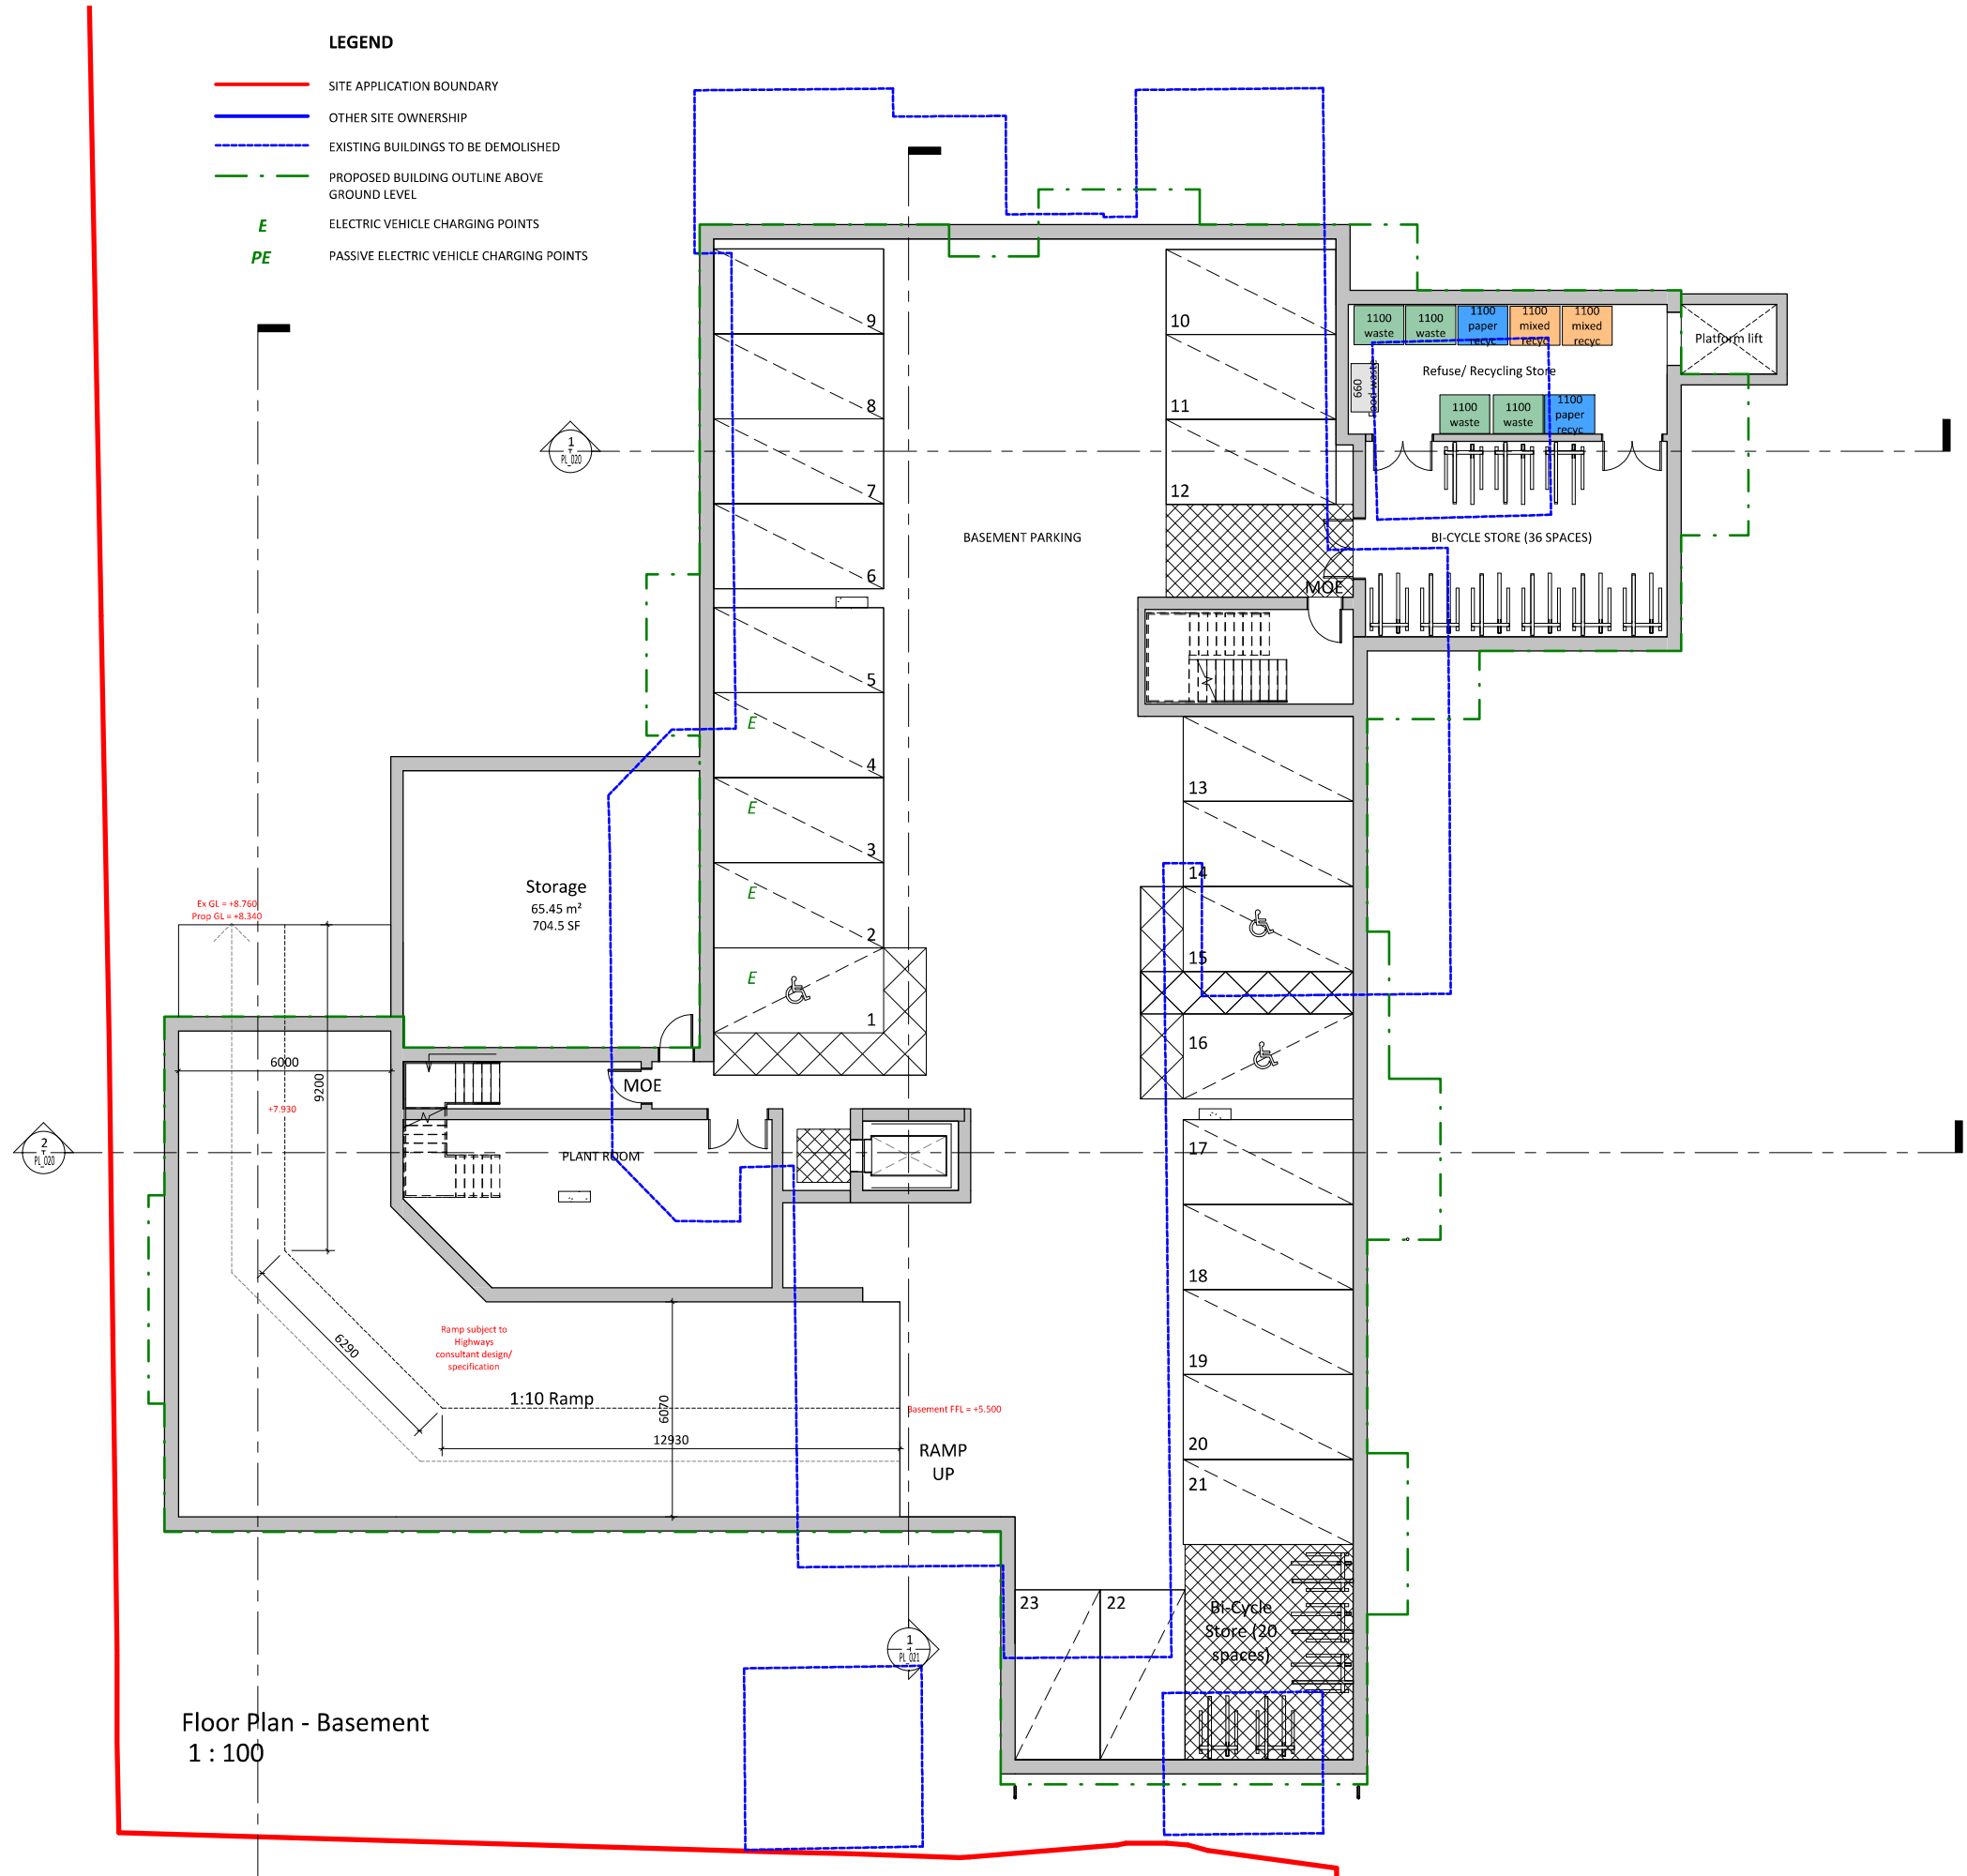 LEGEND
SITE APPLICATION BOUNDARY
OTHER SITE OWNERSHIP
EXISTING BUILDINGS TO BE DEMOLISHED
PROPOSED BUILDING OUTLINE ABOVE
GROUND LEVEL
E
ELECTRIC VEHICLE CHARGING POINTS
PE
PASSIVE ELECTRIC VEHICLE CHARGING POINTS
9
8
7
6
5
E
4
E
3
E
2
E
1
10
11
12
1100
waste
1100
waste
1100
paper
recyc
1100
mixed
recyc
1100
mixed
recyc
Platform lift
Refuse/ Recycling Store
660
Food waste
1100
waste
1100
waste
1100
paper
recyc
1
PL_020
BASEMENT PARKING
BI-CYCLE STORE (36 SPACES)
MOE
13
14
15
16
17
18
19
20
21
Storage
65.45 m²
704.5 SF
Ex GL = +8.760
Prop GL = +8.340
6000
9200
+7.930
MOE
2
PL_020
PLANT ROOM
6290
Ramp subject to
Highways
consultant design/
specification
1:10 Ramp
6070
12930
Basement FFL = +5.500
RAMP
UP
23
22
Bi-Cycle
Store (20
spaces)
1
PL_021
Floor Plan - Basement
1 : 100